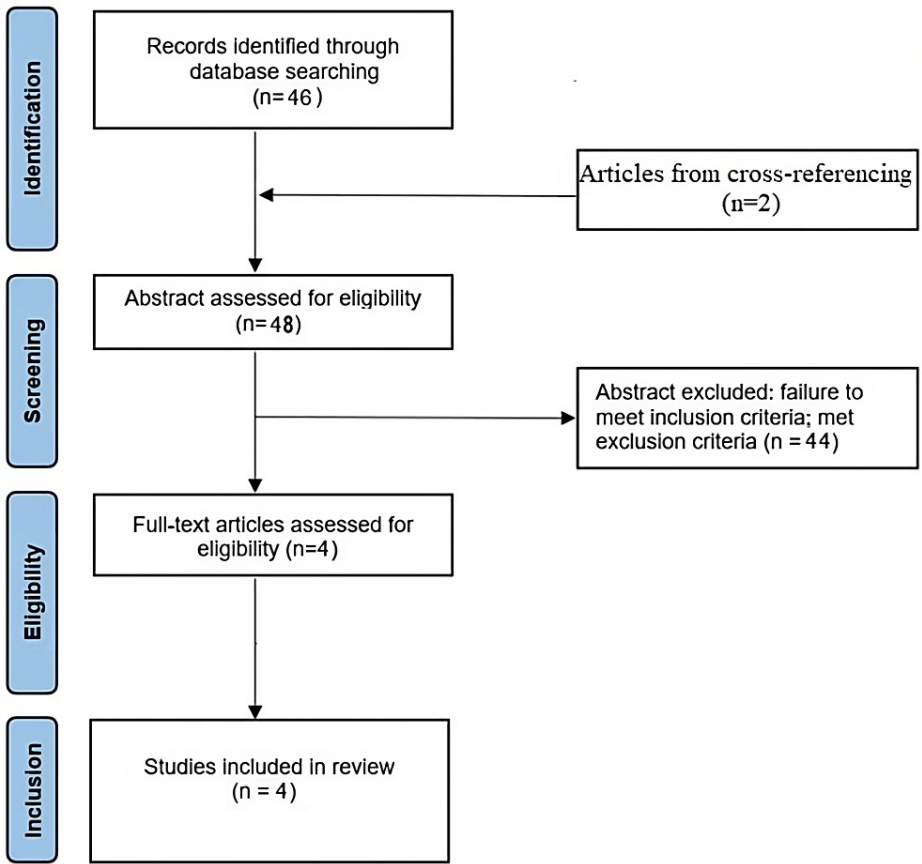 Identification
Records identified through
database searching
(n=46)
Articles from cross-referencing
(n=2)
Screening
Abstract assessed for eligibility
(n=48)
Abstract excluded: failure to
meet inclusion criteria; met
exclusion criteria (n = 44)
Eligibility
Full-text articles assessed for
eligibility (n=4)
Inclusion
Studies included in review
(n = 4)